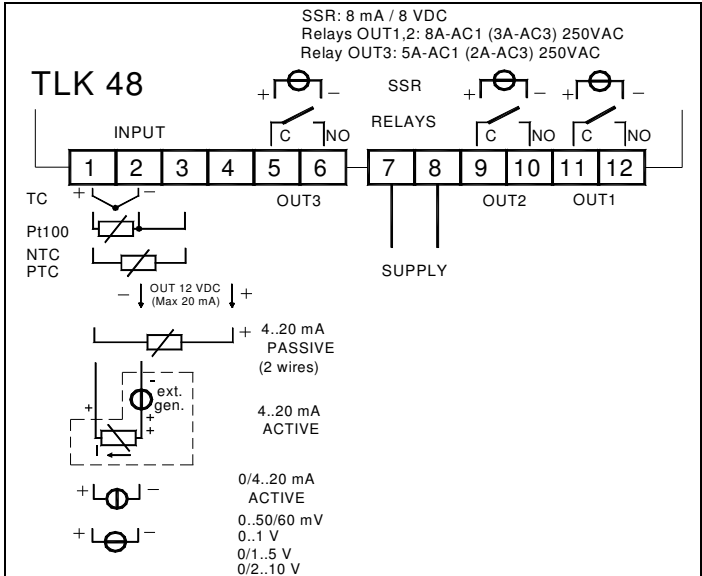 SSR: 8 mA / 8 VDC
Relays OUT1,2: 8A-AC1 (3A-AC3) 250VAC
Relay OUT3: 5A-AC1 (2A-AC3) 250VAC
TLK 48
+ − SSR + − + −
INPUT C NO RELAYS C NO C NO
1 2 3 4 5 6 7 8 9 10 11 12
TC + − OUT3 OUT2 OUT1
Pt100
NTC
PTC
SUPPLY
− OUT 12 VDC +
(Max 20 mA)
+ 4..20 mA
PASSIVE
(2 wires)
-
ext.
+ gen.
+
+
I
4..20 mA
ACTIVE
+ − 0/4..20 mA
ACTIVE
+ − 0..50/60 mV
0..1 V
0/1..5 V
0/2..10 V